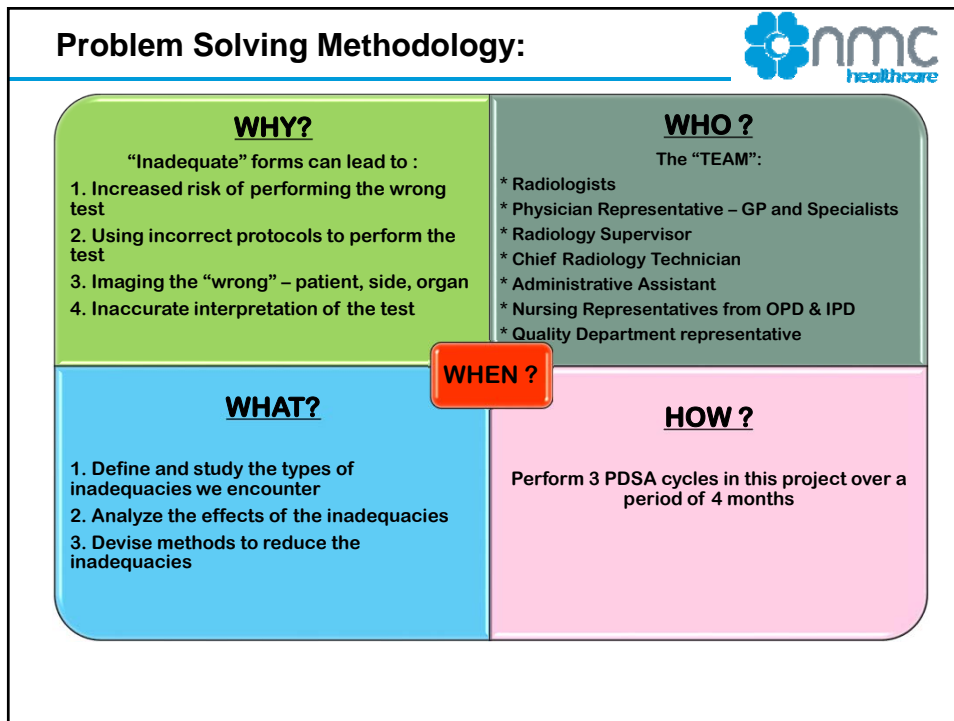 Problem Solving Methodology:
nmc
healthcare
WHY?
“Inadequate” forms can lead to :
1. Increased risk of performing the wrong
test
2. Using incorrect protocols to perform the
test
3. Imaging the “wrong” – patient, side, organ
4. Inaccurate interpretation of the test
WHO ?
The “TEAM”:
* Radiologists
* Physician Representative – GP and Specialists
* Radiology Supervisor
* Chief Radiology Technician
* Administrative Assistant
* Nursing Representatives from OPD & IPD
* Quality Department representative
WHEN ?
WHAT?
1. Define and study the types of
inadequacies we encounter
2. Analyze the effects of the inadequacies
3. Devise methods to reduce the
inadequacies
HOW ?
Perform 3 PDSA cycles in this project over a
period of 4 months